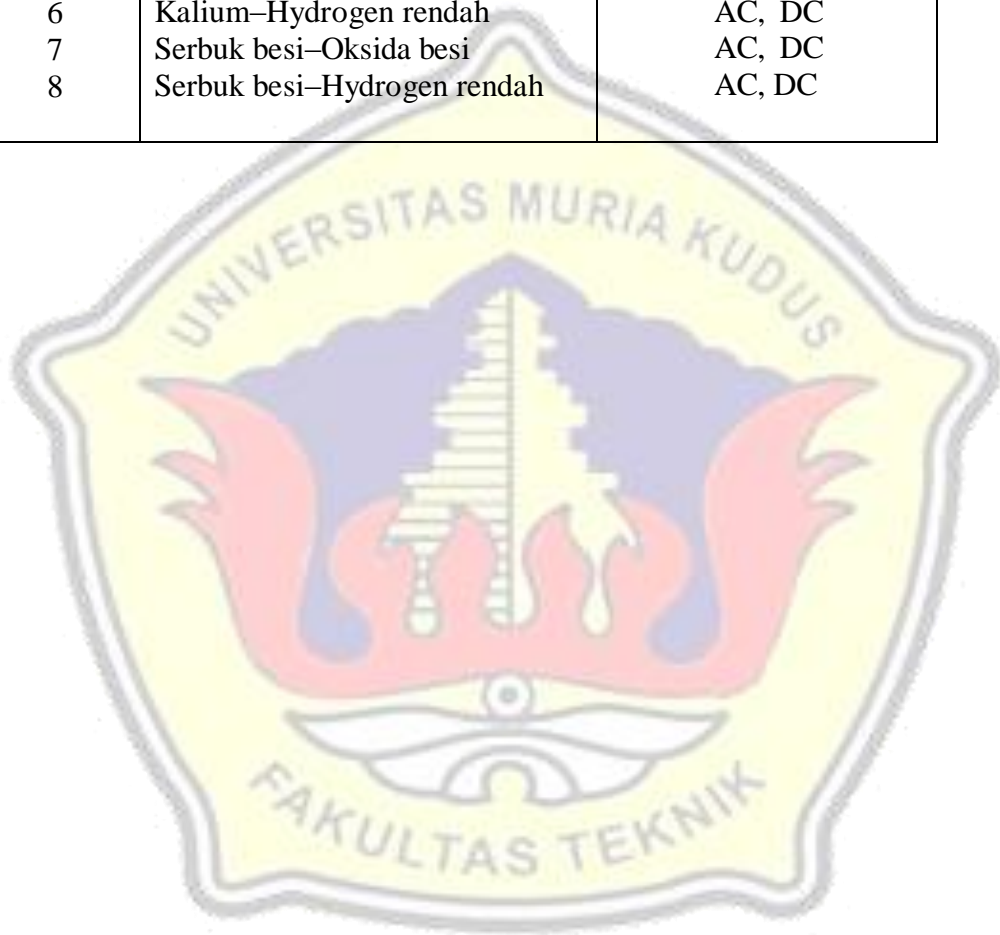 6 Kalium–Hydrogen rendah AC, DC
7 Serbuk besi–Oksida besi AC, DC
8 Serbuk besi–Hydrogen rendah AC, DC
UNIVERSITAS MURIA KUDUS
FAKULTAS TEKNIK